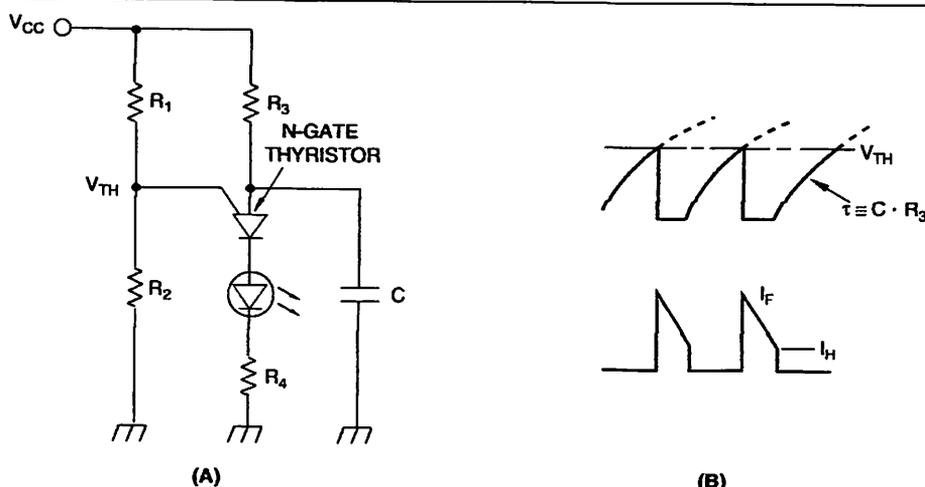 VCC
R1
R3
N-GATE
THYRISTOR
VTH
R2
C
R4
(A)
VTH
τ ≡ C · R3
IF
IH
(B)